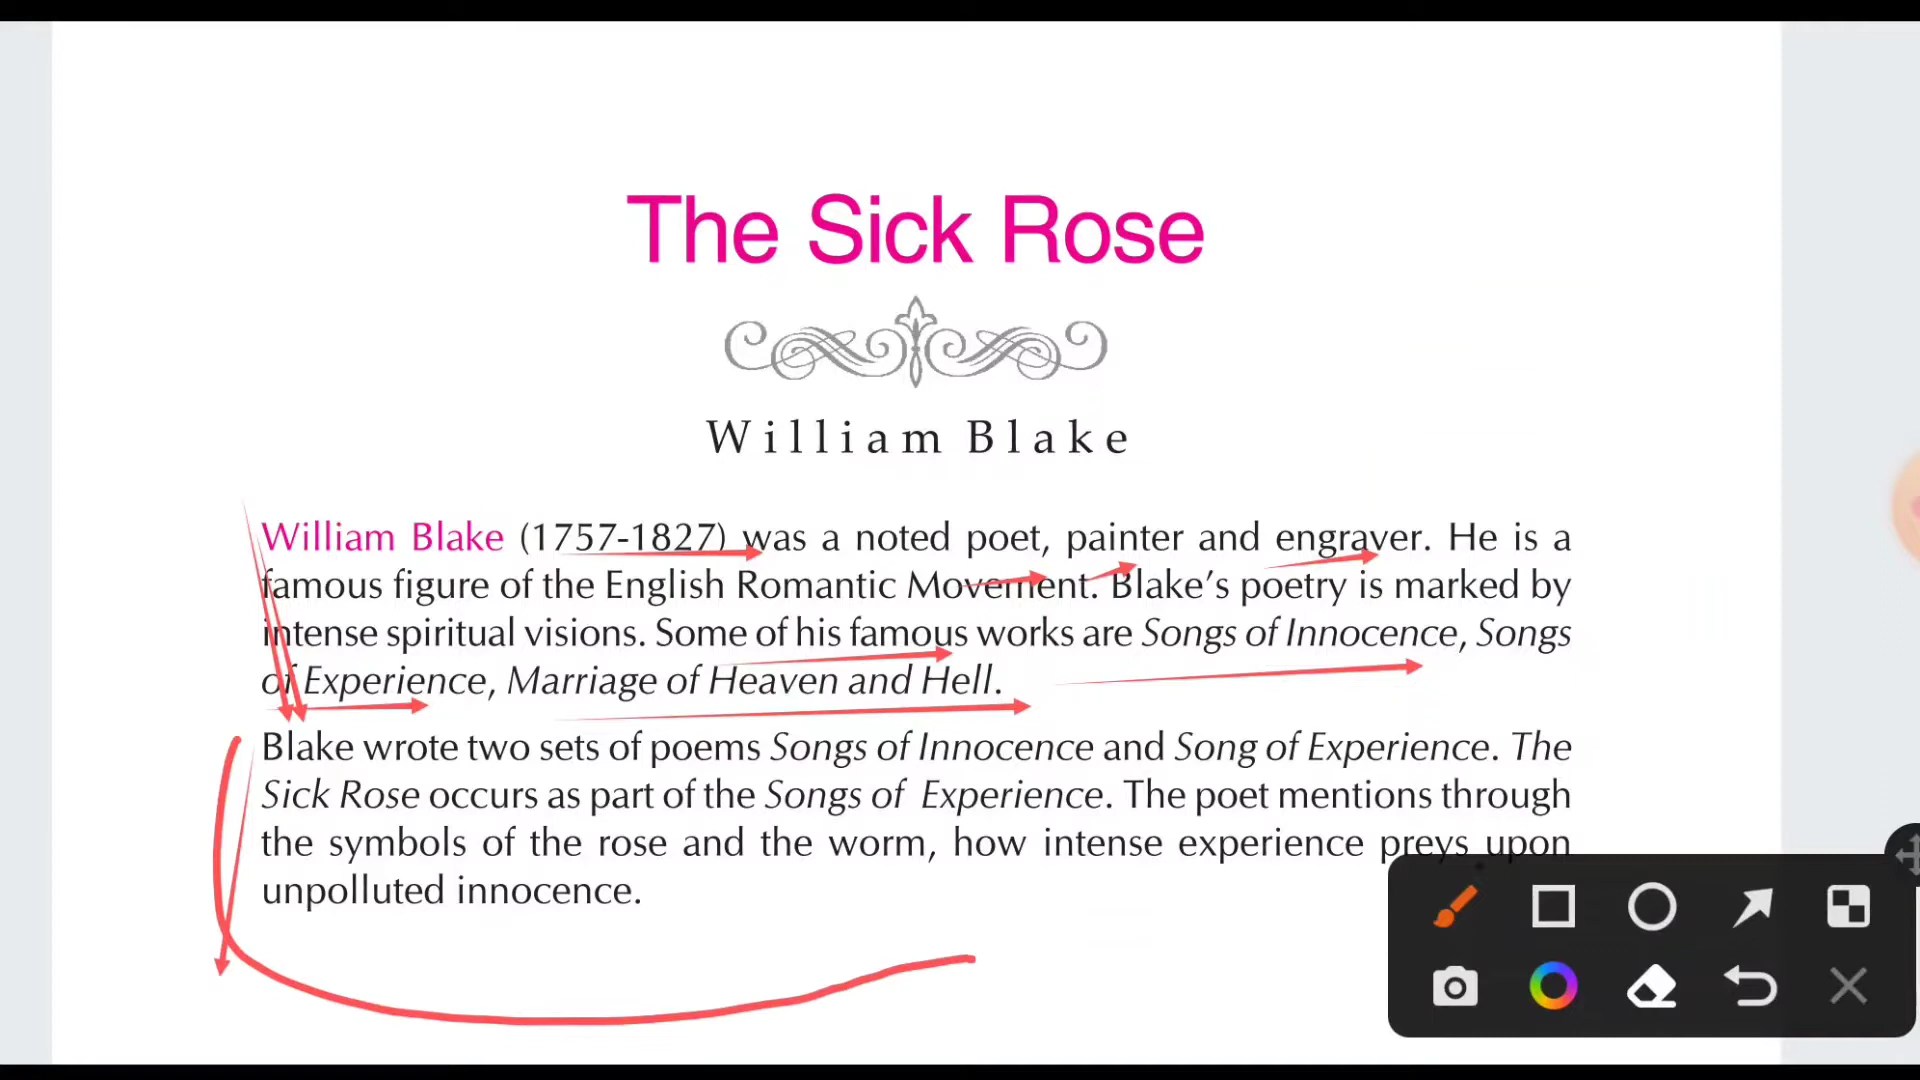 The Sick Rose
William Blake
William Blake (1757-1827) was a noted poet, painter and engraver. He is a
famous figure of the English Romantic Movement. Blake's poetry is marked by
intense spiritual visions. Some of his famous works are Songs of Innocence, Songs
of Experience, Marriage of Heaven and Hell.
Blake wrote two sets of poems Songs of Innocence and Song of Experience. The
Sick Rose occurs as part of the Songs of Experience. The poet mentions through
the symbols of the rose and the worm, how intense experience preys upon
unpolluted innocence.